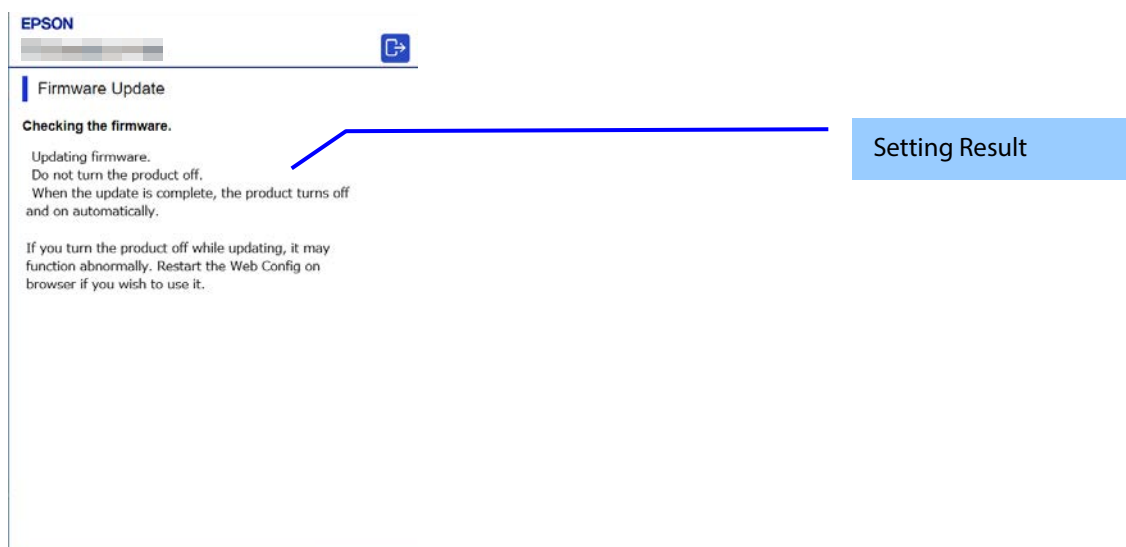 EPSON
Firmware Update
Checking the firmware.
Updating firmware.
Do not turn the product off.
When the update is complete, the product turns off
and on automatically.
If you turn the product off while updating, it may
function abnormally. Restart the Web Config on
browser if you wish to use it.
Setting Result